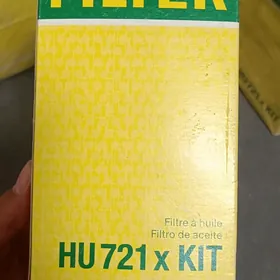 FILTER
Filtre à huile
Filtro de aceite
HU 721 x KIT